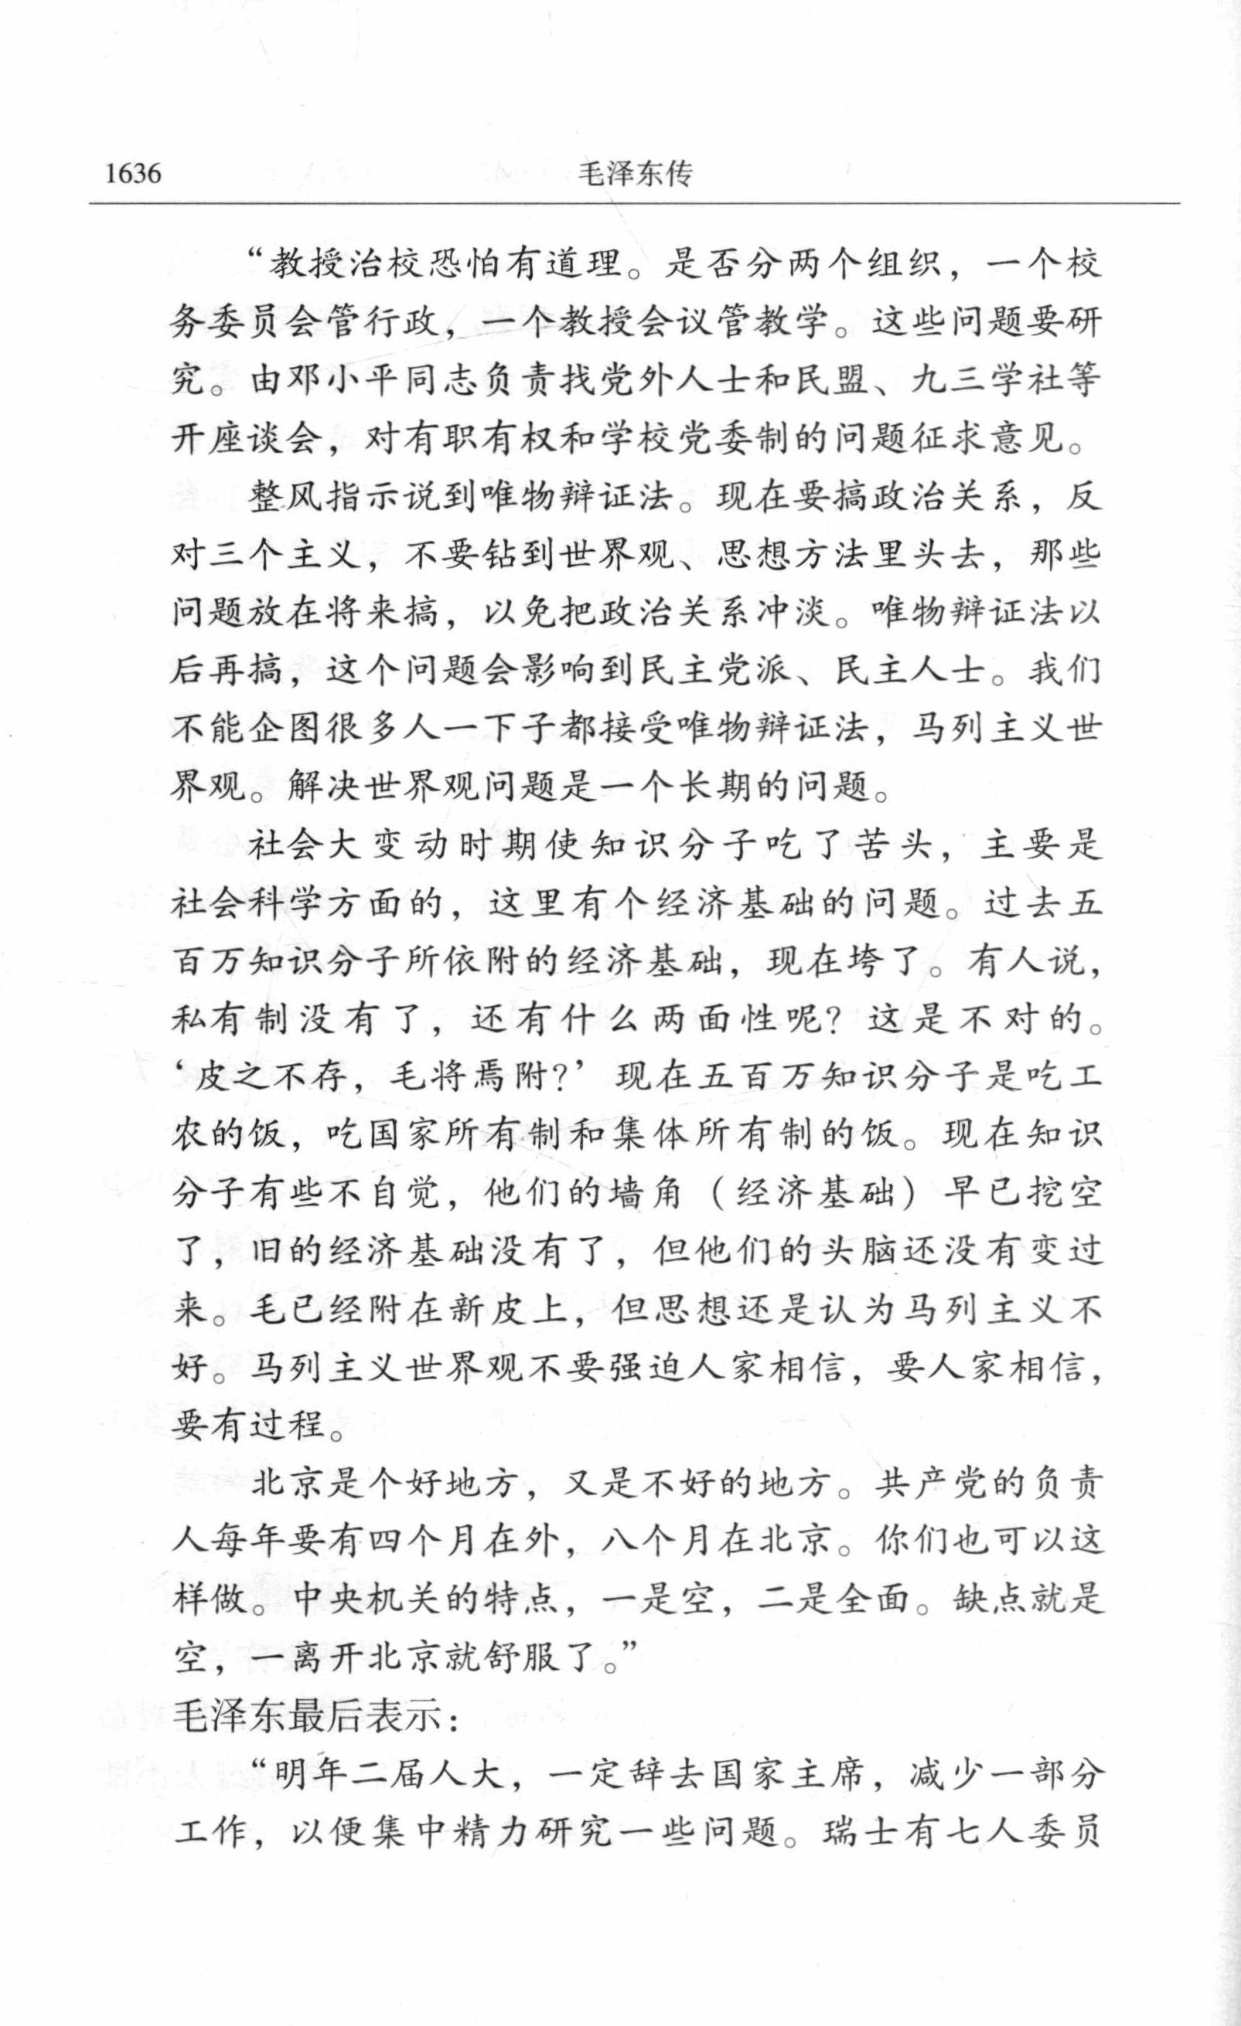 1636
毛泽东传
“教授治校恐怕有道理。是否分两个组织，一个校
务委员会管行政，一个教授会议管教学。这些问题要研
究。由邓小平同志负责找党外人士和民盟、九三学社等
开座谈会，对有职有权和学校党委制的问题征求意见。
整风指示说到唯物辩证法。现在要搞政治关系，反
对三个主义，不要钻到世界观、思想方法里头去，那些
问题放在将来搞，以免把政治关系冲淡。唯物辩证法以
后再搞，这个问题会影响到民主党派、民主人士。我们
不能企图很多人一下子都接受唯物辩证法，马列主义世
界观。解决世界观问题是一个长期的问题。
社会大变动时期使知识分子吃了苦头，主要是
社会科学方面的，这里有个经济基础的问题。过去五
百万知识分子所依附的经济基础，现在垮了。有人说，
私有制没有了，还有什么两面性呢？这是不对的。
‘皮之不存，毛将焉附？’现在五百万知识分子是吃工
农的饭，吃国家所有制和集体所有制的饭。现在知识
分子有些不自觉，他们的墙角（经济基础）早已挖空
了，旧的经济基础没有了，但他们的头脑还没有变过
来。毛已经附在新皮上，但思想还是认为马列主义不
好。马列主义世界观不要强迫人家相信，要人家相信，
要有过程。
北京是个好地方，又是不好的地方。共产党的负责
人每年要有四个月在外，八个月在北京。你们也可以这
样做。中央机关的特点，一是空，二是全面。缺点就是
空，一离开北京就舒服了。”
毛泽东最后表示：
“明年二届人大，一定辞去国家主席，减少一部分
工作，以便集中精力研究一些问题。瑞士有七人委员